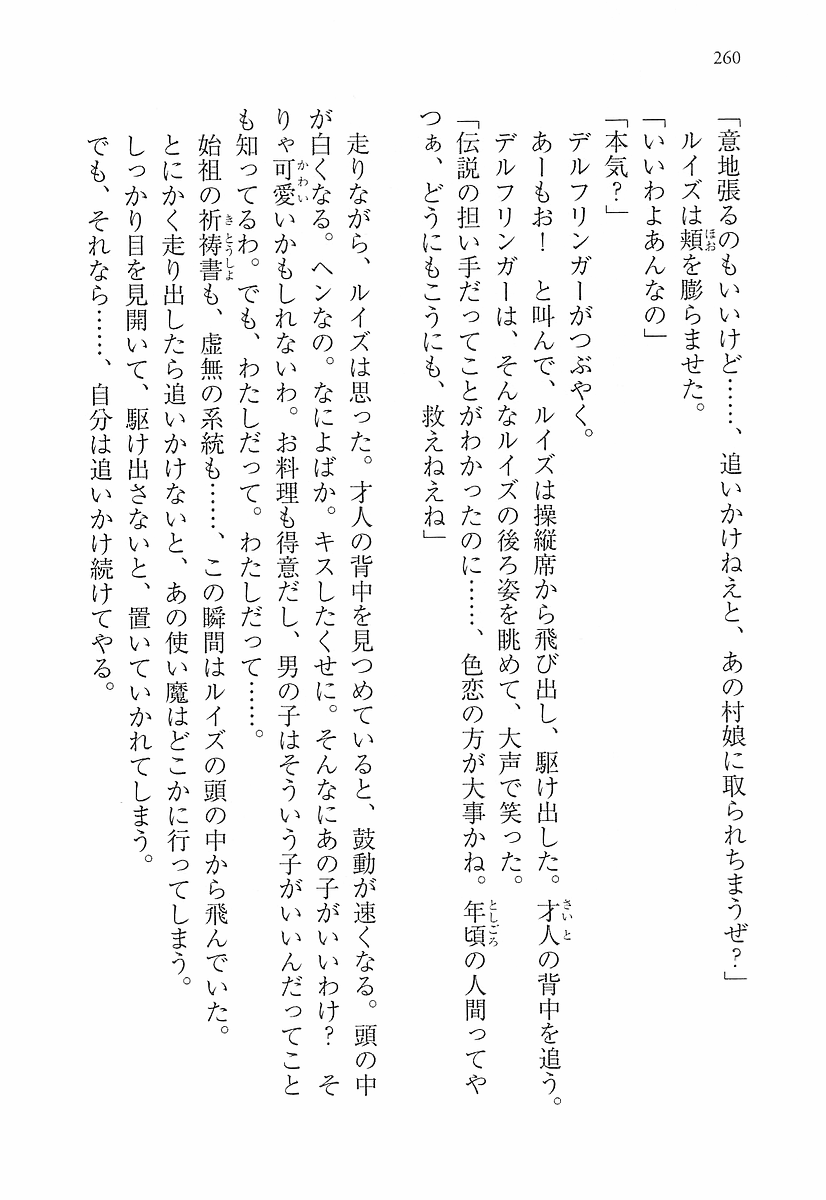 260
「意地張るのもいいけど……、追いかけねえと、あの村娘に取られちまうぜ？」
ルイズは頬を膨らませた。
「いいわよあんなの」
「本気？」
デルフリンガーがつぶやく。
あーもお！　と叫んで、ルイズは操縦席から飛び出し、駆け出した。才人の背中を追う。
デルフリンガーは、そんなルイズの後ろ姿を眺めて、大声で笑った。
「伝説の担い手だってことがわかったのに……、色恋の方が大事かね。年頃の人間ってや
つぁ、どうにもこうにも、救えねえね」
走りながら、ルイズは思った。才人の背中を見つめていると、鼓動が速くなる。頭の中
が白くなる。ヘンなの。なによばか。キスしたくせに。そんなにあの子がいいわけ？　そ
りゃ可愛いかもしれないわ。お料理も得意だし、男の子はそういう子がいいんだってこと
も知ってるわ。でも、わたしだって。わたしだって……。
始祖の祈祷書も、虚無の系統も……、この瞬間はルイズの頭の中から飛んでいた。
とにかく走り出したら追いかけないと、あの使い魔はどこかに行ってしまう。
しっかり目を見開いて、駆け出さないと、置いていかれてしまう。
でも、それなら……、自分は追いかけ続けてやる。